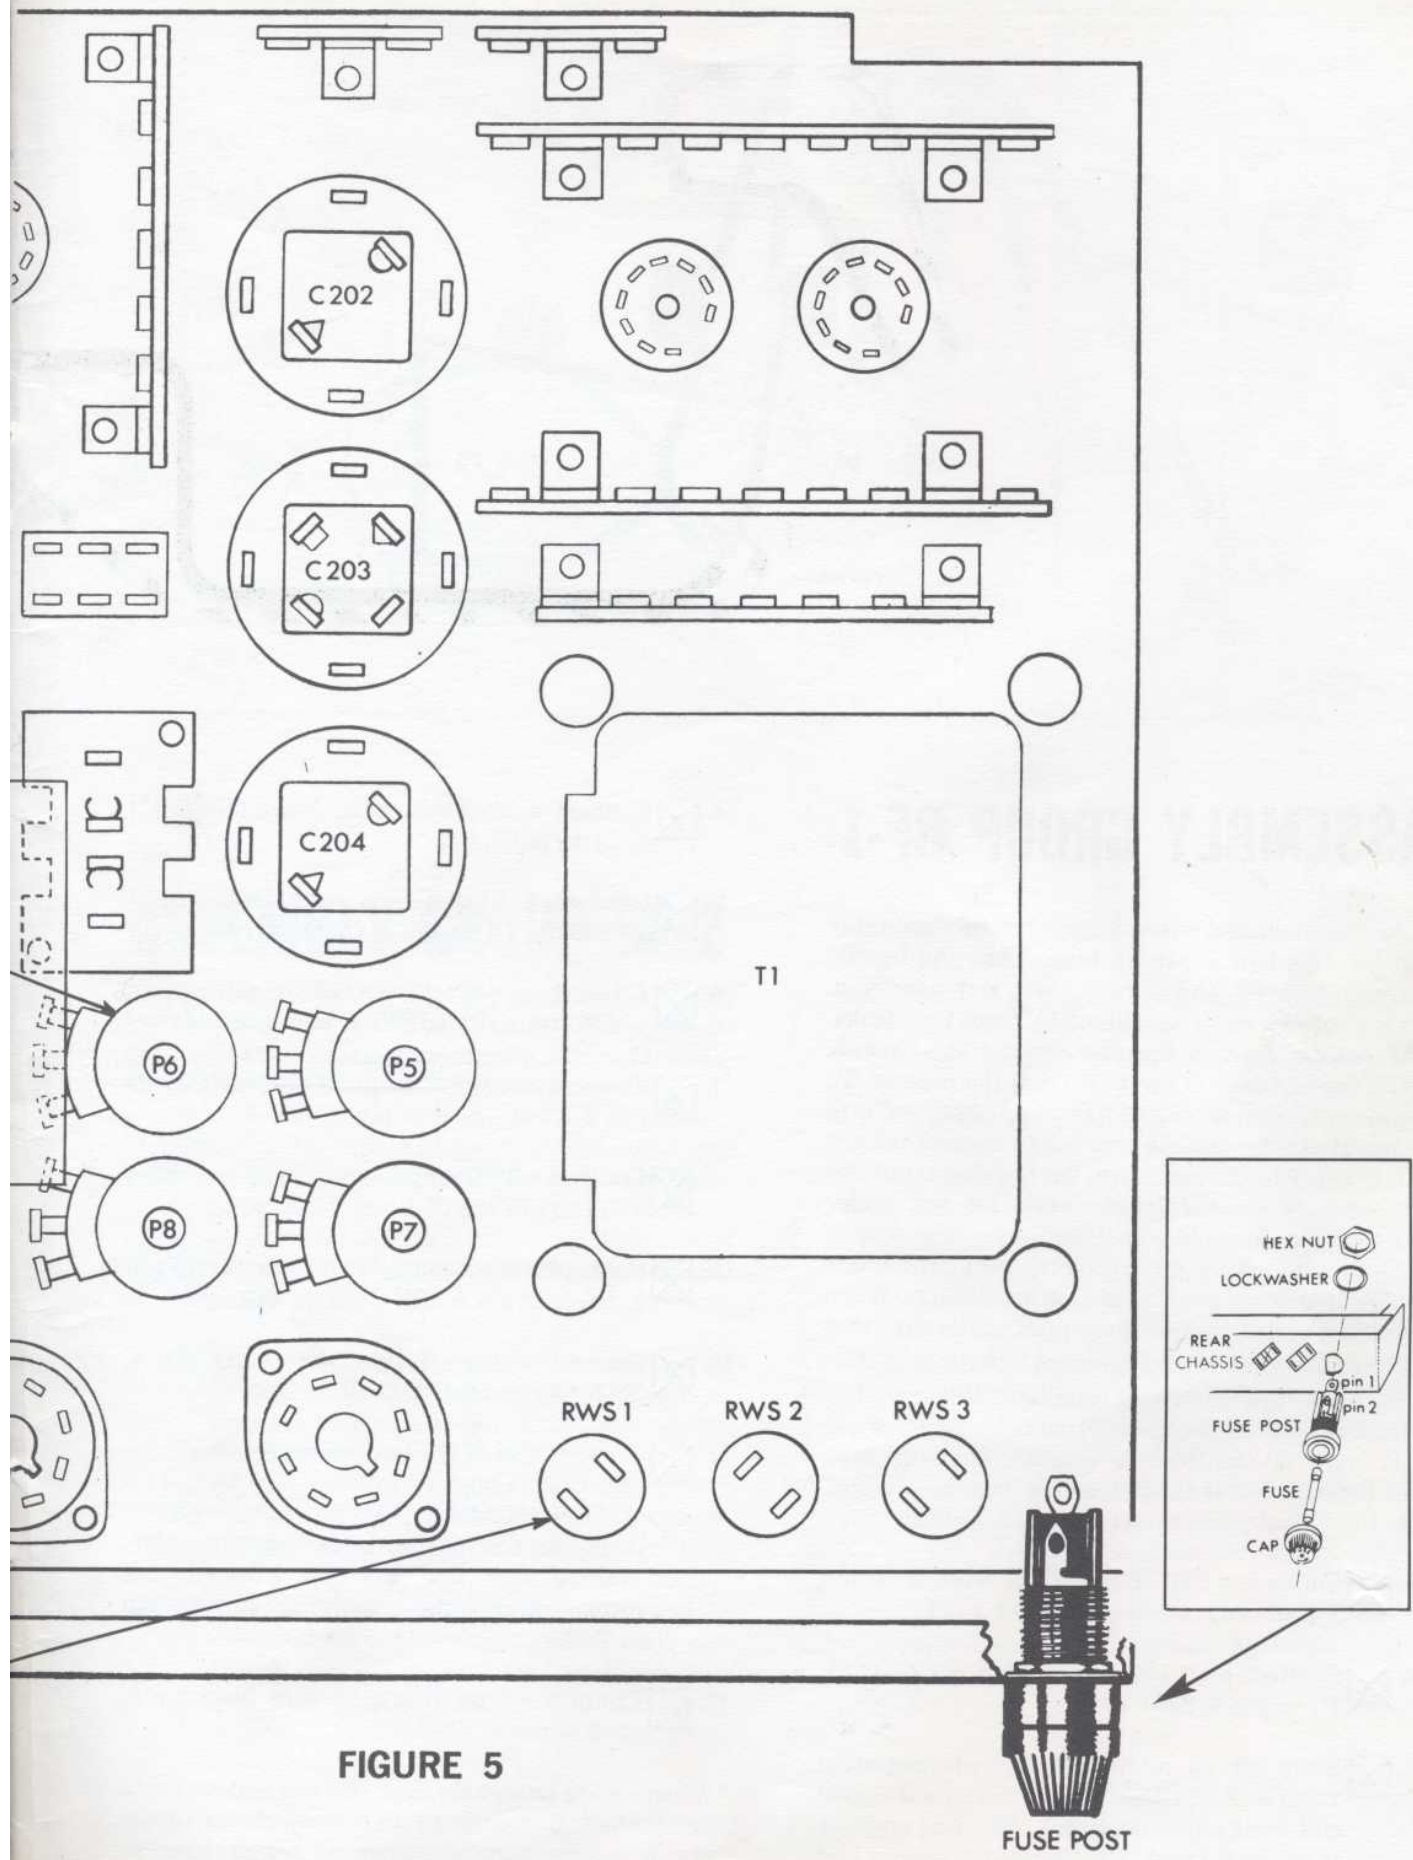 C202
C203
C204
T1
P6
P5
P8
P7
HEX NUT
LOCKWASHER
REAR
CHASSIS
pin 1
pin 2
FUSE POST
FUSE
CAP
RWS 1
RWS 2
RWS 3
FIGURE 5
FUSE POST